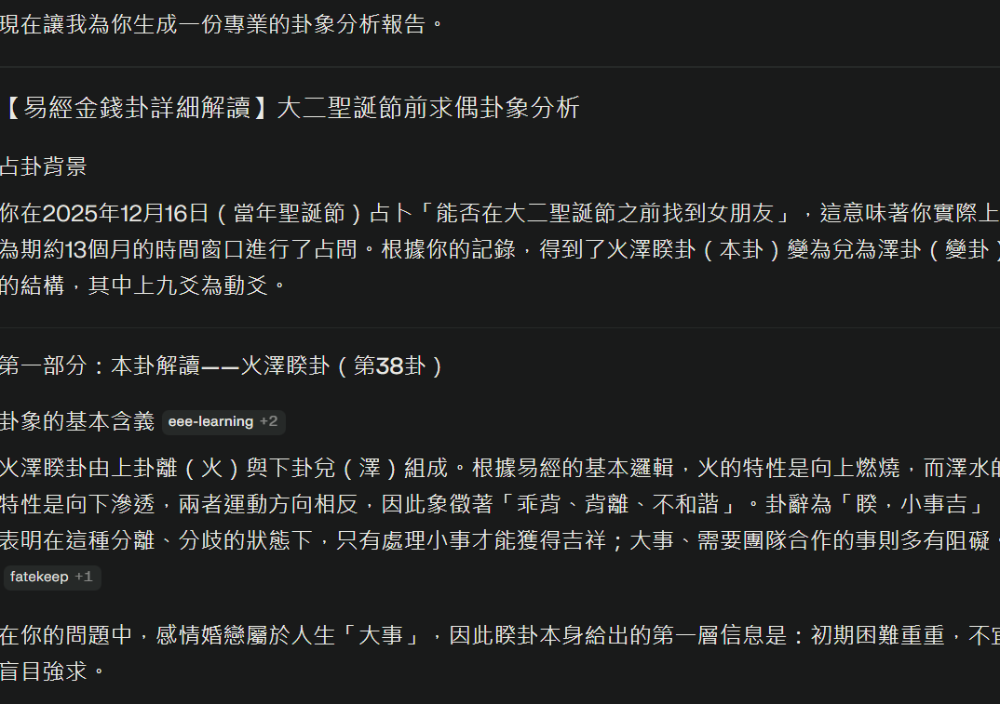 現在讓我為你生成一份專業的卦象分析報告。
【易經金錢卦詳細解讀】大二聖誕節前求偶卦象分析
占卦背景
你在2025年12月16日（當年聖誕節）占卜「能否在大二聖誕節之前找到女朋友」，這意味著你實際上
為期約13個月的時間窗口進行了占問。根據你的記錄，得到了火澤睽卦（本卦）變為兌為澤卦（變卦）
的結構，其中上九爻為動爻。
第一部分：本卦解讀——火澤睽卦（第38卦）
卦象的基本含義 eee-learning +2
火澤睽卦由上卦離（火）與下卦兌（澤）組成。根據易經的基本邏輯，火的特性是向上燃燒，而澤水的
特性是向下滲透，兩者運動方向相反，因此象徵著「乖背、背離、不和諧」。卦辭為「睽，小事吉」
表明在這種分離、分歧的狀態下，只有處理小事才能獲得吉祥；大事、需要團隊合作的事則多有阻礙。
fatekeep +1
在你的問題中，感情婚戀屬於人生「大事」，因此睽卦本身給出的第一層信息是：初期困難重重，不宜
盲目強求。